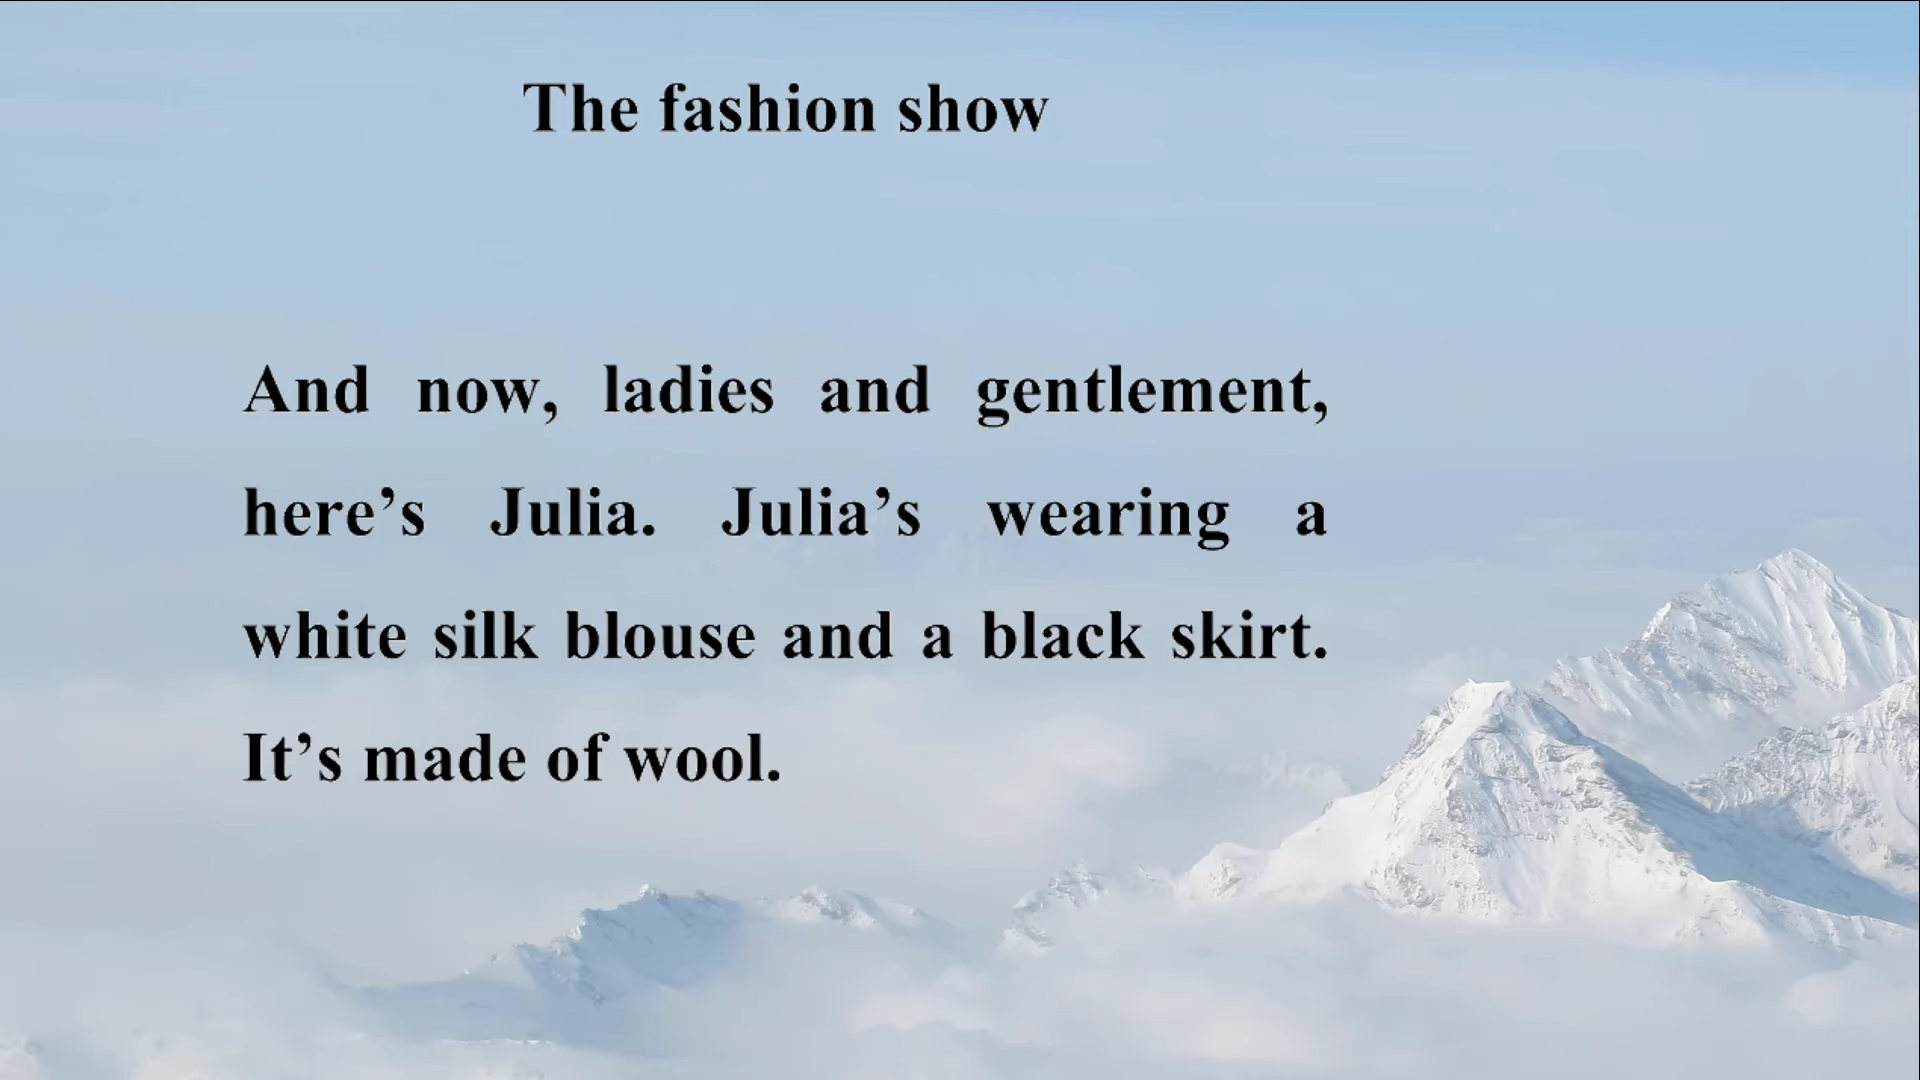 The fashion show
And now, ladies and gentlement,
here’s Julia. Julia’s wearing a
white silk blouse and a black skirt.
It’s made of wool.